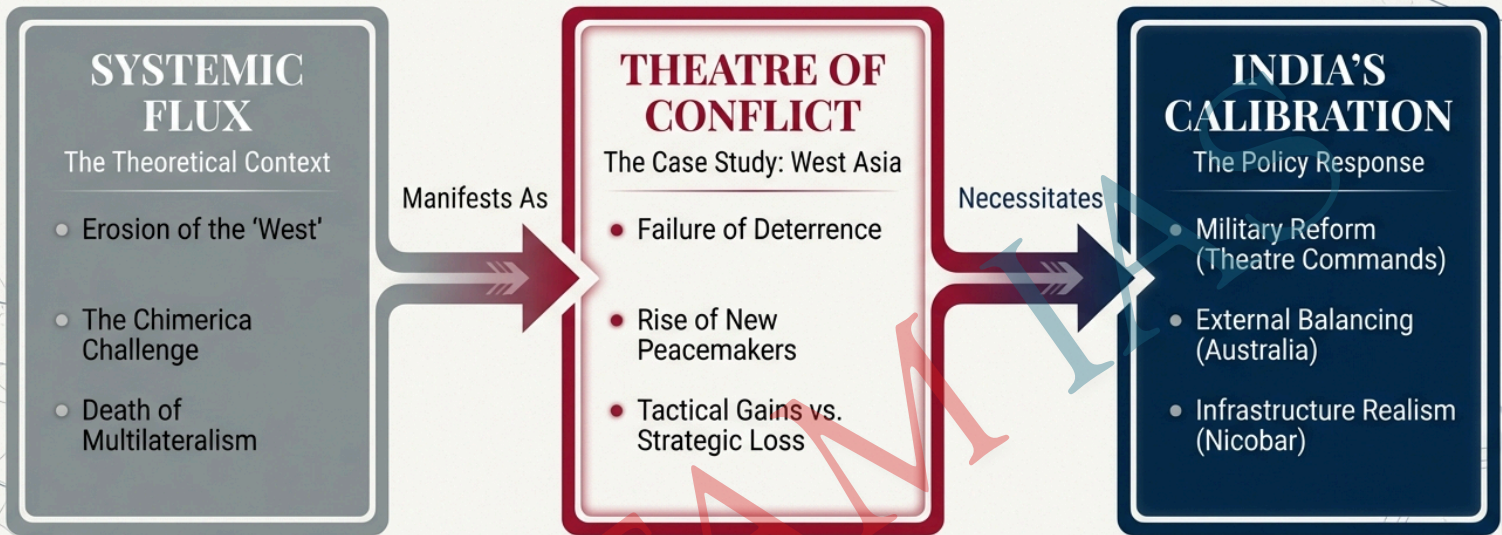 SYSTEMIC
FLUX
The Theoretical Context
Erosion of the ‘West’
The Chimerica
Challenge
Death of
Multilateralism
Manifests As
THEATRE OF
CONFLICT
The Case Study: West Asia
Failure of Deterrence
Rise of New
Peacemakers
Tactical Gains vs.
Strategic Loss
Necessitates
INDIA’S
CALIBRATION
The Policy Response
Military Reform
(Theatre Commands)
External Balancing
(Australia)
Infrastructure Realism
(Nicobar)
IAS